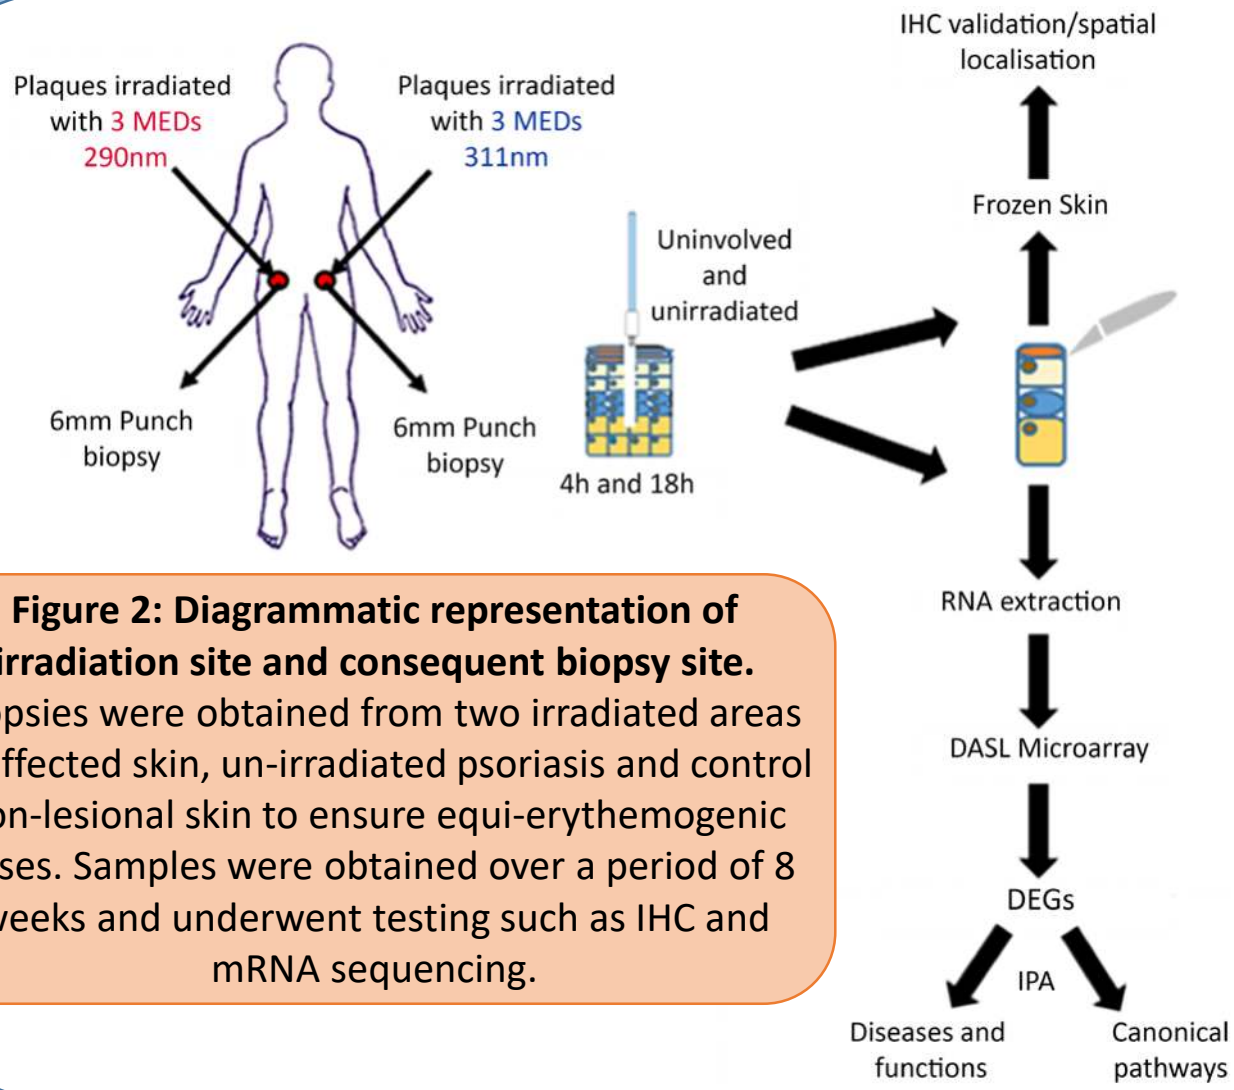 Plaques irradiated
with 3 MEDs
290nm
Plaques irradiated
with 3 MEDs
311nm
6mm Punch
biopsy
6mm Punch
biopsy
Uninvolved
and
unirradiated
4h and 18h
IHC validation/spatial
localisation
Frozen Skin
RNA extraction
DASL Microarray
DEGs
IPA
Diseases and
functions
Canonical
pathways
Figure 2: Diagrammatic representation of
irradiation site and consequent biopsy site.
were obtained from two irradiated areas
skin, un-irradiated psoriasis and control
skin to ensure equi-erythemogenic
Samples were obtained over a period of 8
and underwent testing such as IHC and
mRNA sequencing.